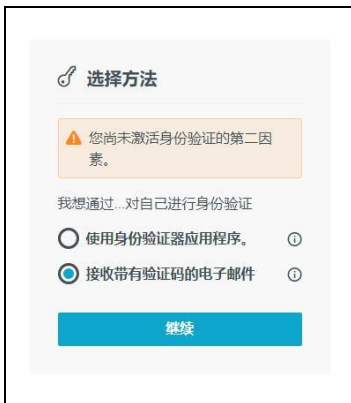 选择方法
您尚未激活身份验证的第二因
素。
我想通过...对自己进行身份验证
使用身份验证器应用程序。
接收带有验证码的电子邮件
继续